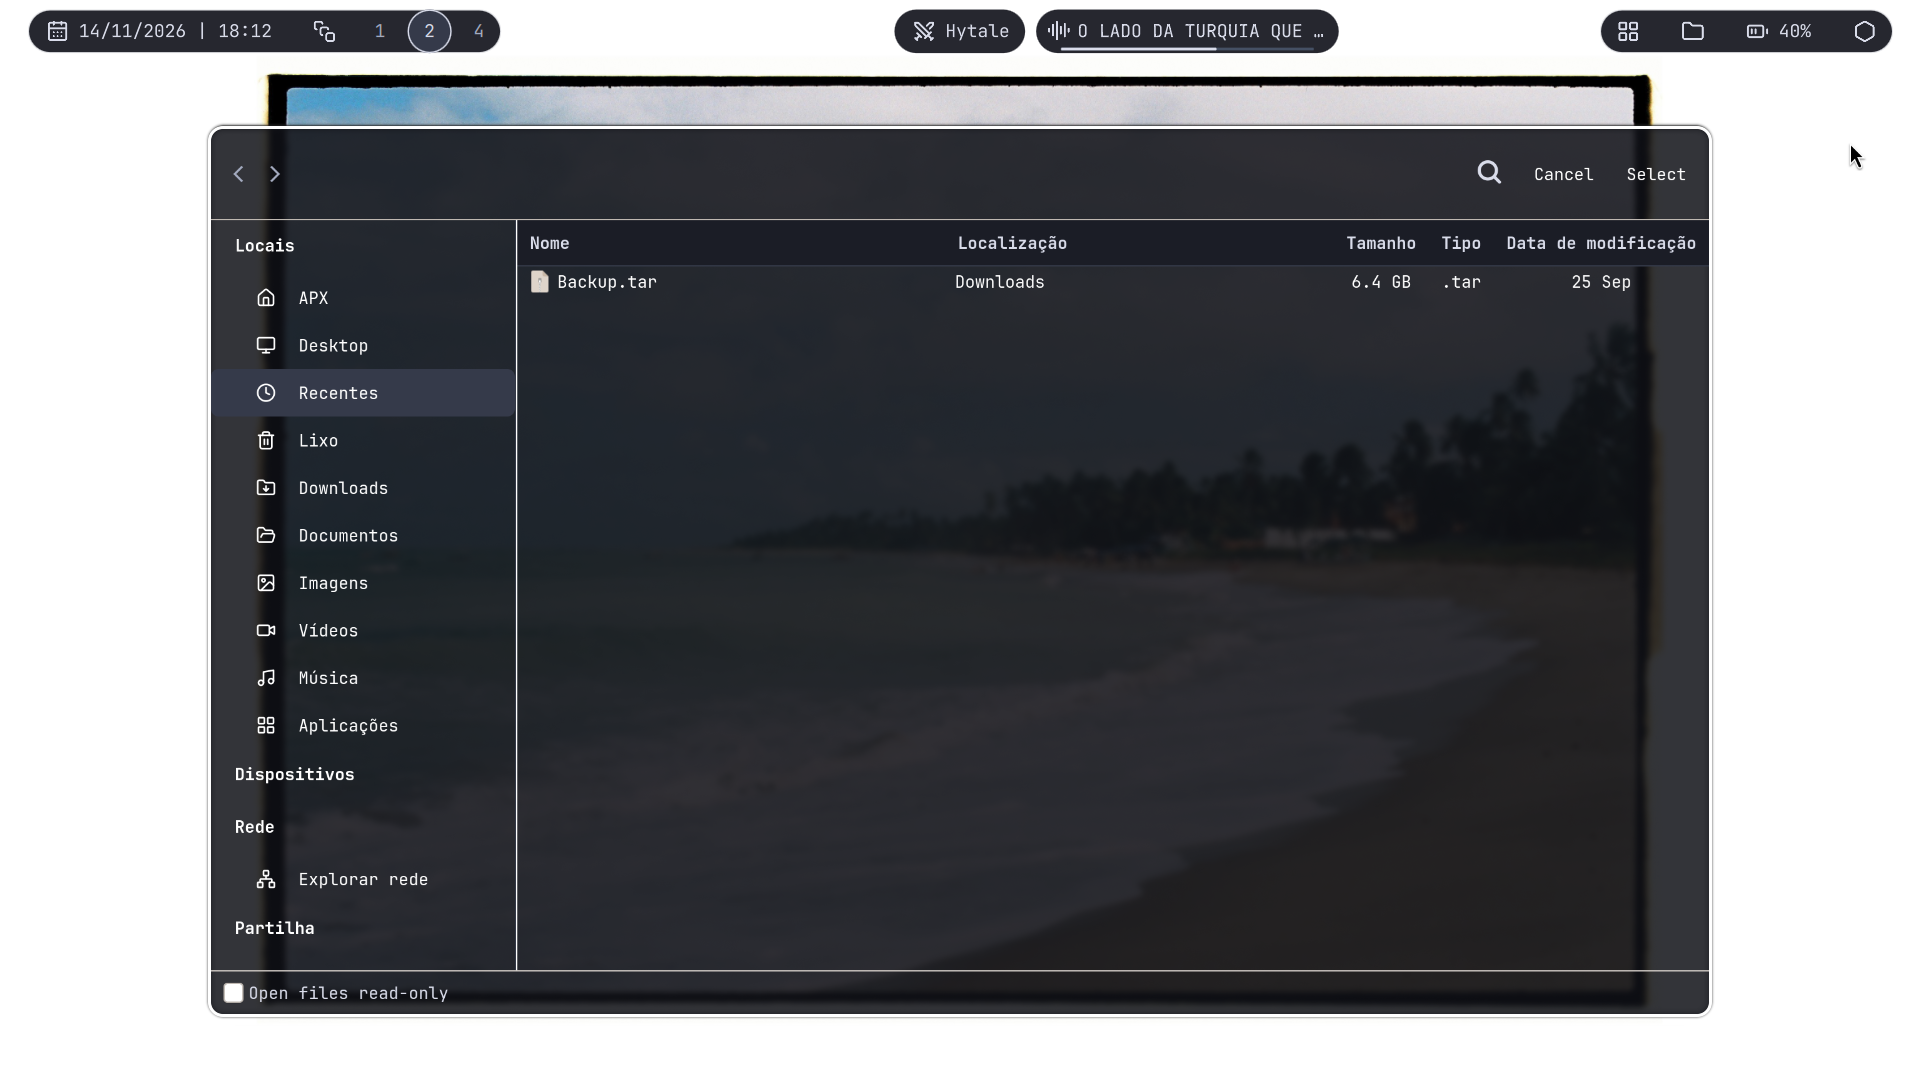 14/11/2026 | 18:12
1
2
4
Hytale
O LADO DA TURQUIA QUE …
40%
Cancel
Select
Locais
APX
Desktop
Recentes
Lixo
Downloads
Documentos
Imagens
Vídeos
Música
Aplicações
Dispositivos
Rede
Explorar rede
Partilha
Nome Localização Tamanho Tipo Data de modificação
Backup.tar Downloads 6.4 GB .tar 25 Sep
Open files read-only